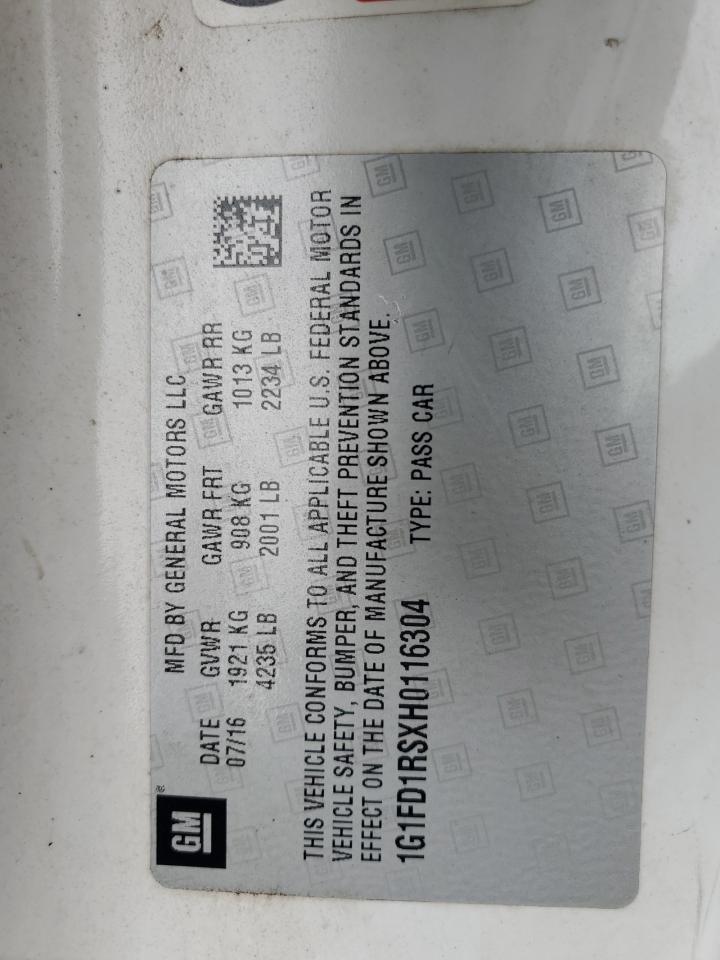 GM
MFD BY GENERAL MOTORS LLC
DATE GVWR GAWR FRT GAWR RR
07/16 1921 KG 908 KG 1013 KG
4235 LB 2001 LB 2234 LB
THIS VEHICLE CONFORMS TO ALL APPLICABLE U.S. FEDERAL MOTOR
VEHICLE SAFETY, BUMPER, AND THEFT PREVENTION STANDARDS IN
EFFECT ON THE DATE OF MANUFACTURE SHOWN ABOVE.
1G1FD1RSXH0116304 TYPE: PASS CAR